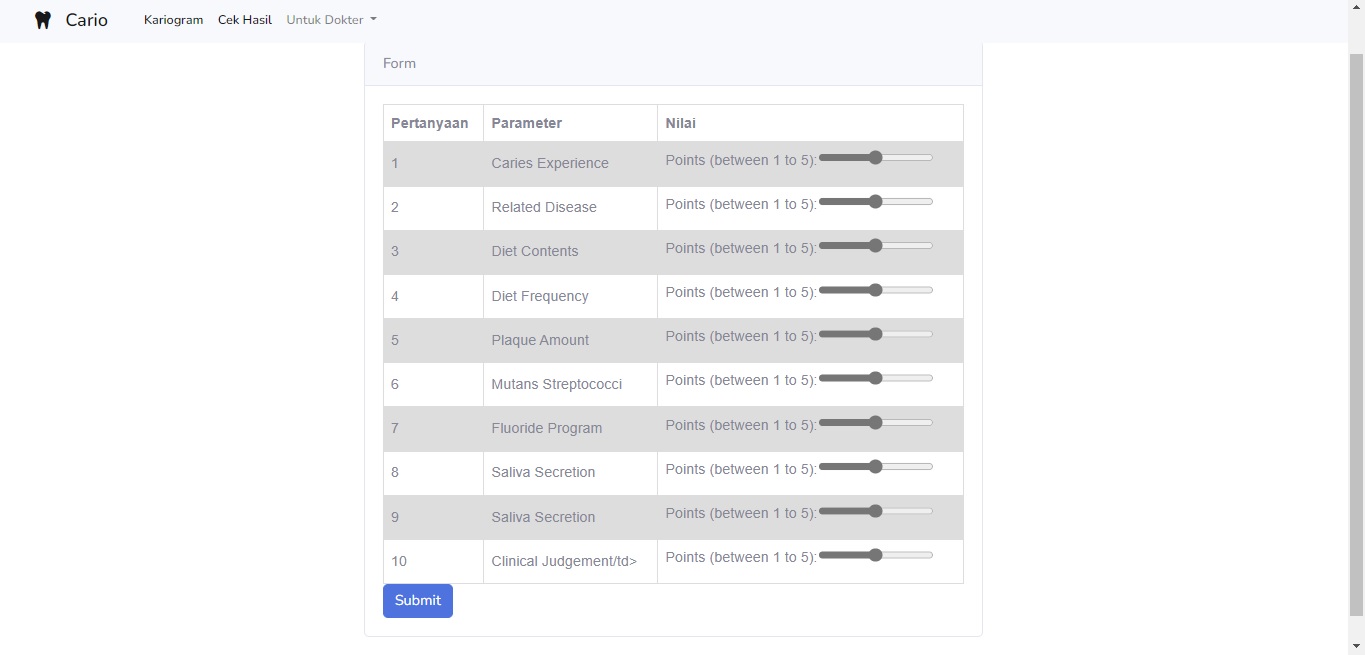 Cario Kariogram Cek Hasil Untuk Dokter
Form
Pertanyaan Parameter Nilai
1 Caries Experience Points (between 1 to 5):
2 Related Disease Points (between 1 to 5):
3 Diet Contents Points (between 1 to 5):
4 Diet Frequency Points (between 1 to 5):
5 Plaque Amount Points (between 1 to 5):
6 Mutans Streptococci Points (between 1 to 5):
7 Fluoride Program Points (between 1 to 5):
8 Saliva Secretion Points (between 1 to 5):
9 Saliva Secretion Points (between 1 to 5):
10 Clinical Judgement/td> Points (between 1 to 5):
Submit